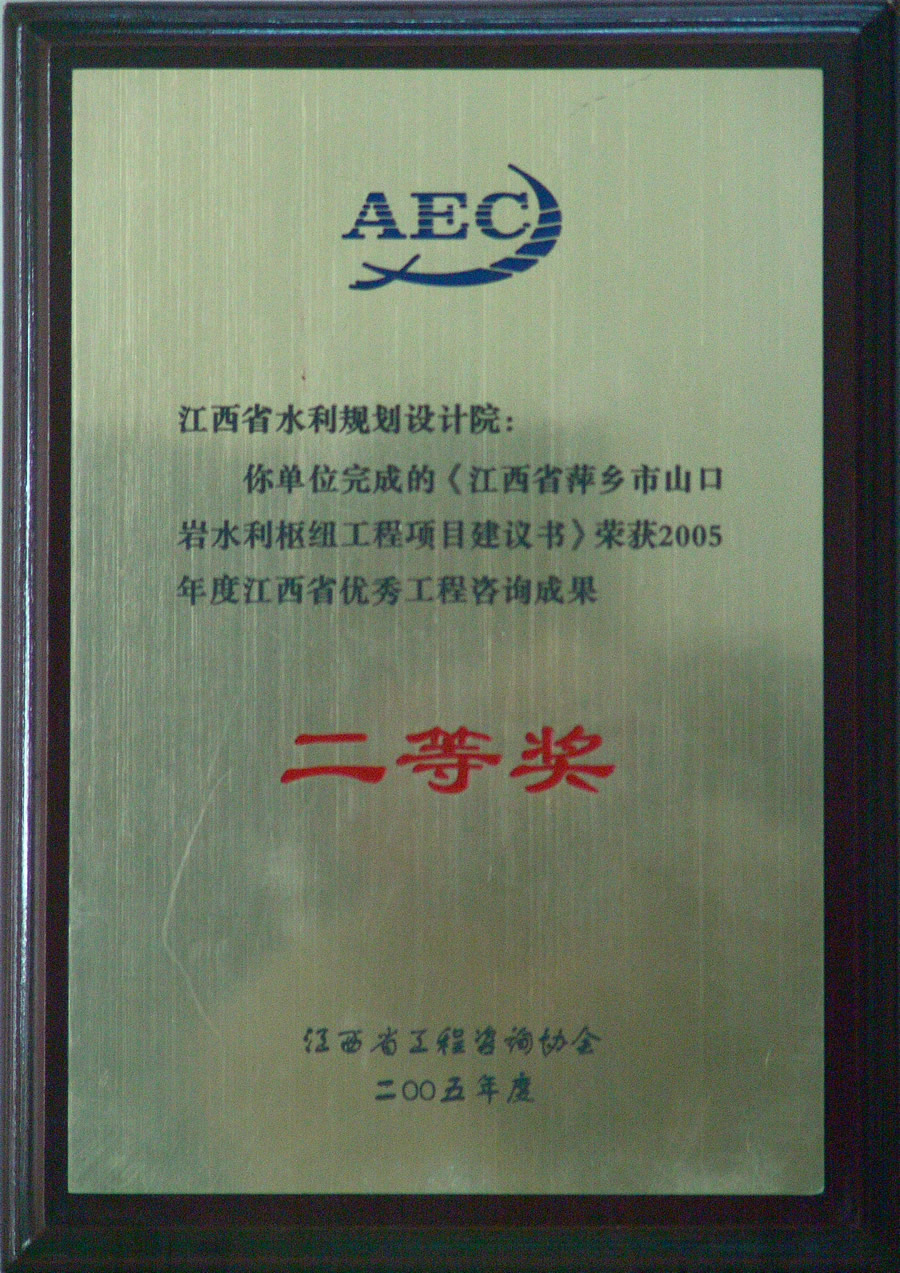 AEC
江西省水利规划设计院：
你单位完成的《江西省萍乡市山口
岩水利枢纽工程项目建议书》荣获2005
年度江西省优秀工程咨询成果
二等奖
江西省工程咨询协会
二OO五年度